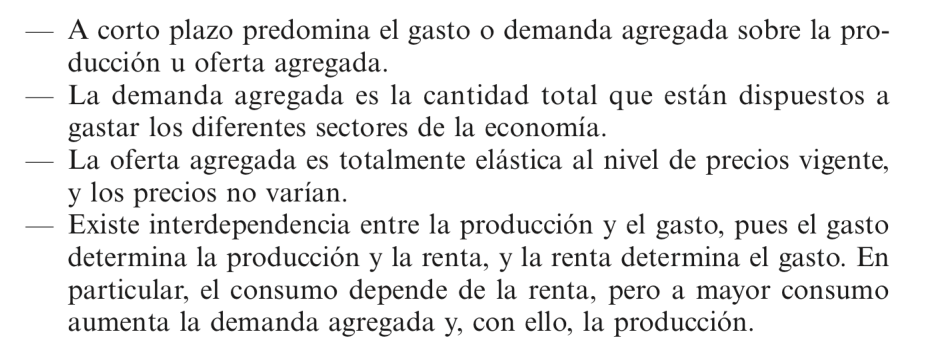 — A corto plazo predomina el gasto o demanda agregada sobre la pro-
ducción u oferta agregada.
— La demanda agregada es la cantidad total que están dispuestos a
gastar los diferentes sectores de la economía.
— La oferta agregada es totalmente elástica al nivel de precios vigente,
y los precios no varían.
— Existe interdependencia entre la producción y el gasto, pues el gasto
determina la producción y la renta, y la renta determina el gasto. En
particular, el consumo depende de la renta, pero a mayor consumo
aumenta la demanda agregada y, con ello, la producción.